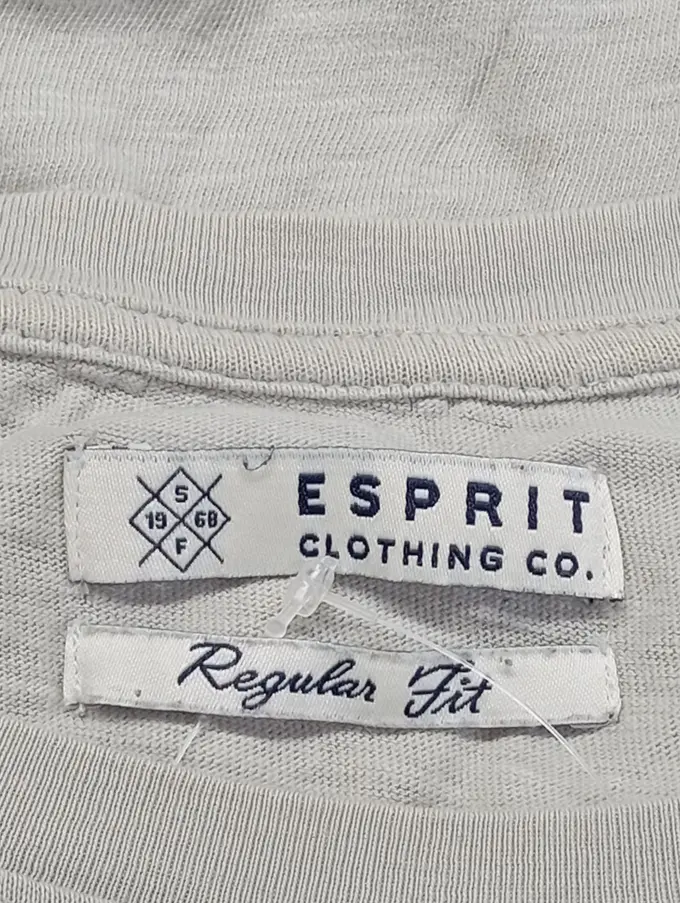 S
19 68
F
ESPRIT
CLOTHING CO.
Regular Fit